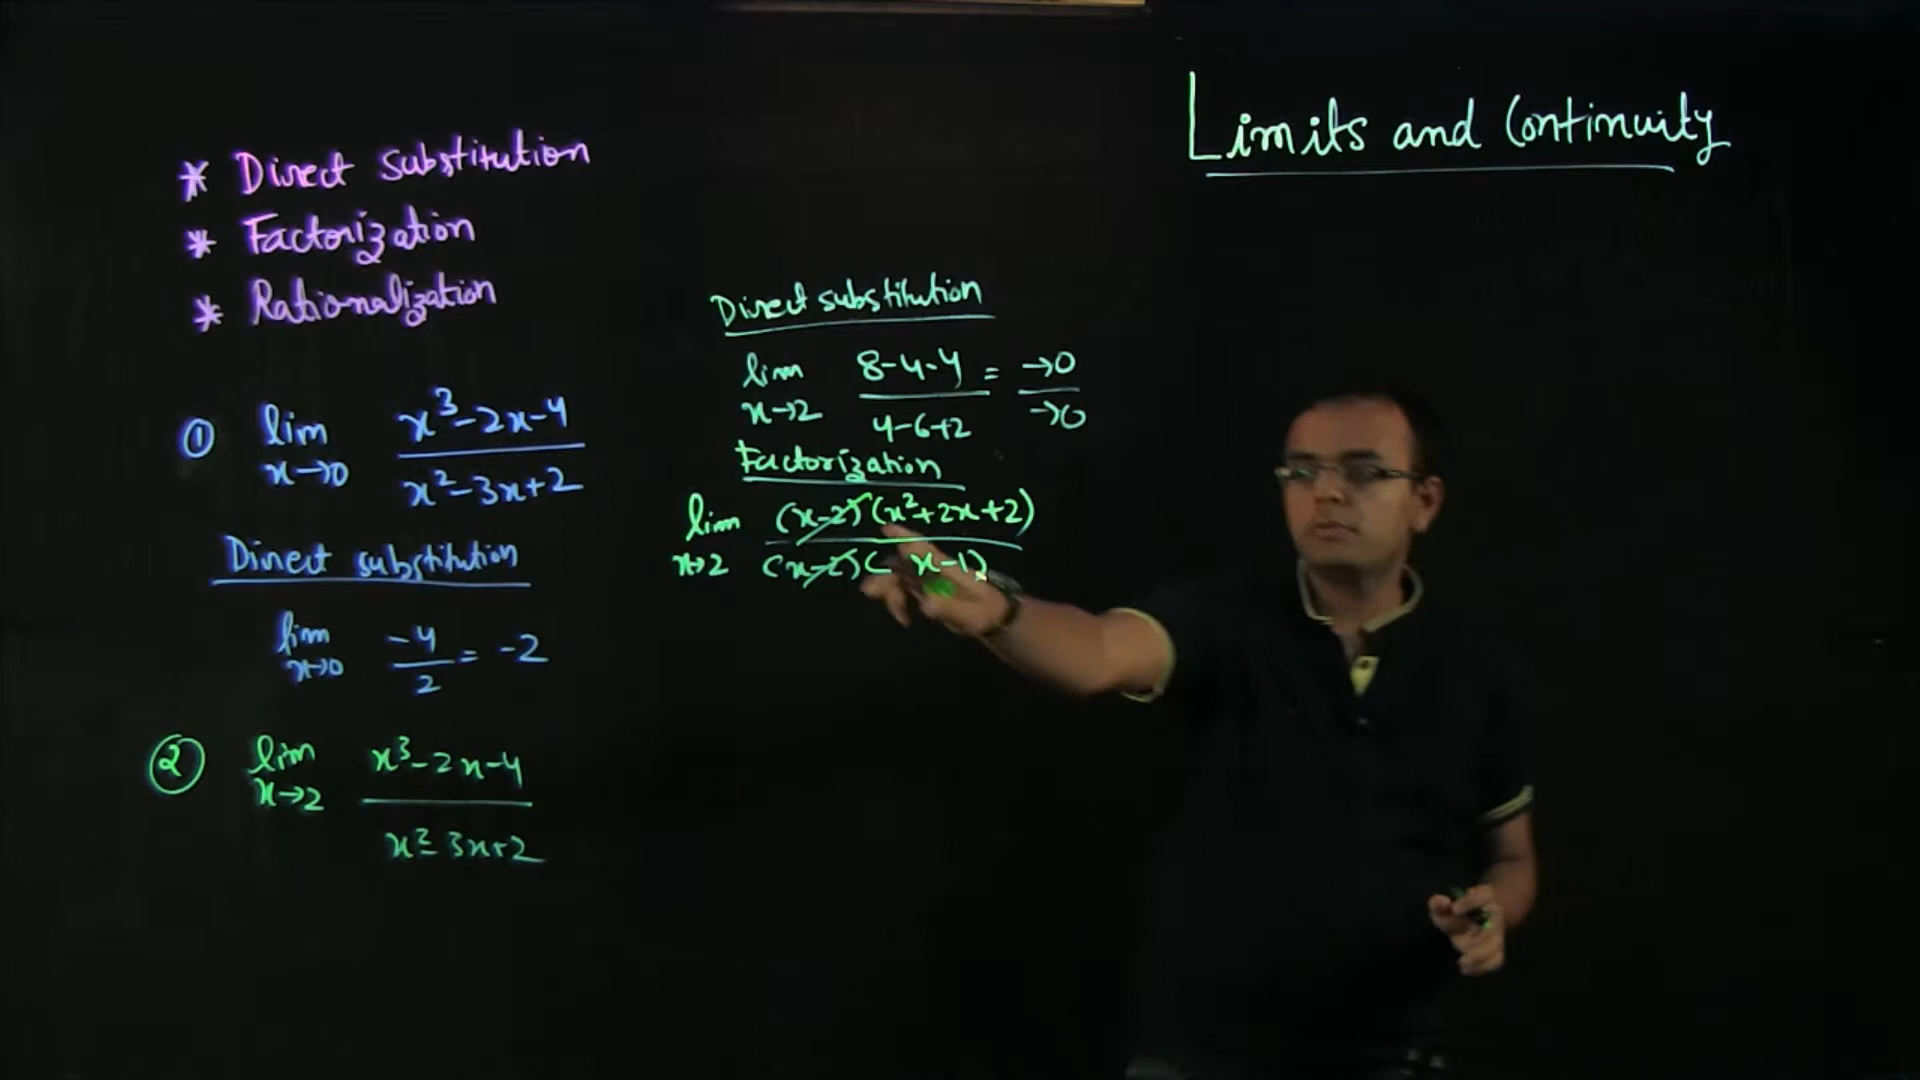 Limits and Continuity
* Direct substitution
* Factorization
* Rationalization
① lim x→0 (x³-2x-4)/(x²-3x+2)
Direct substitution
lim x→0 -4/2 = -2
② lim x→2 (x³-2x-4)/(x²-3x+2)
Direct substitution
lim x→2 (8-4-4)/(4-6+2) = →0/→0
Factorization
lim x→2 (x-2)(x²+2x+2)/(x-2)(x-1)